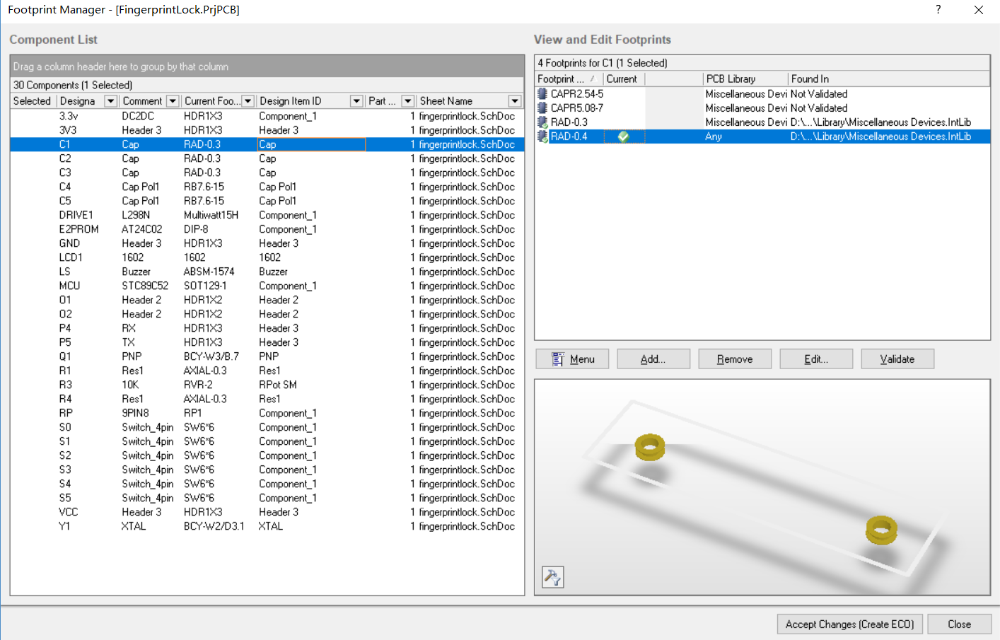 Footprint Manager - [FingerprintLock.PrjPCB]
?
Component List
Drag a column header here to group by that column
30 Components (1 Selected)
Selected Designa Comment Current Foo... Design Item ID Part ... Sheet Name
3.3v DC2DC HDR1X3 Component_1 1 fingerprintlock.SchDoc
3V3 Header 3 HDR1X3 Header 3 1 fingerprintlock.SchDoc
C1 Cap RAD-0.3 Cap 1 fingerprintlock.SchDoc
C2 Cap RAD-0.3 Cap 1 fingerprintlock.SchDoc
C3 Cap RAD-0.3 Cap 1 fingerprintlock.SchDoc
C4 Cap Pol1 RB7.6-15 Cap Pol1 1 fingerprintlock.SchDoc
C5 Cap Pol1 RB7.6-15 Cap Pol1 1 fingerprintlock.SchDoc
DRIVE1 L298N Multiwatt15H Component_1 1 fingerprintlock.SchDoc
E2PROM AT24C02 DIP-8 Component_1 1 fingerprintlock.SchDoc
GND Header 3 HDR1X3 Header 3 1 fingerprintlock.SchDoc
LCD1 1602 1602 1602 1 fingerprintlock.SchDoc
LS Buzzer ABSM-1574 Buzzer 1 fingerprintlock.SchDoc
MCU STC89C52 SOT129-1 Component_1 1 fingerprintlock.SchDoc
O1 Header 2 HDR1X2 Header 2 1 fingerprintlock.SchDoc
O2 Header 2 HDR1X2 Header 2 1 fingerprintlock.SchDoc
P4 RX HDR1X3 Header 3 1 fingerprintlock.SchDoc
P5 TX HDR1X3 Header 3 1 fingerprintlock.SchDoc
Q1 PNP BCY-W3/B.7 PNP 1 fingerprintlock.SchDoc
R1 Res1 AXIAL-0.3 Res1 1 fingerprintlock.SchDoc
R3 10K RVR-2 RPot SM 1 fingerprintlock.SchDoc
R4 Res1 AXIAL-0.3 Res1 1 fingerprintlock.SchDoc
RP 9PIN8 RP1 Component_1 1 fingerprintlock.SchDoc
S0 Switch_4pin SW6*6 Component_1 1 fingerprintlock.SchDoc
S1 Switch_4pin SW6*6 Component_1 1 fingerprintlock.SchDoc
S2 Switch_4pin SW6*6 Component_1 1 fingerprintlock.SchDoc
S3 Switch_4pin SW6*6 Component_1 1 fingerprintlock.SchDoc
S4 Switch_4pin SW6*6 Component_1 1 fingerprintlock.SchDoc
S5 Switch_4pin SW6*6 Component_1 1 fingerprintlock.SchDoc
VCC Header 3 HDR1X3 Header 3 1 fingerprintlock.SchDoc
Y1 XTAL BCY-W2/D3.1 XTAL 1 fingerprintlock.SchDoc
View and Edit Footprints
4 Footprints for C1 (1 Selected)
Footprint ... Current PCB Library Found In
CAPR2.54-5 Miscellaneous Devi Not Validated
CAPR5.08-7 Miscellaneous Devi Not Validated
RAD-0.3 Miscellaneous Devi D:\...\Library\Miscellaneous Devices.IntLib
RAD-0.4 Any D:\...\Library\Miscellaneous Devices.IntLib
Menu Add... Remove Edit... Validate
Accept Changes (Create ECO) Close